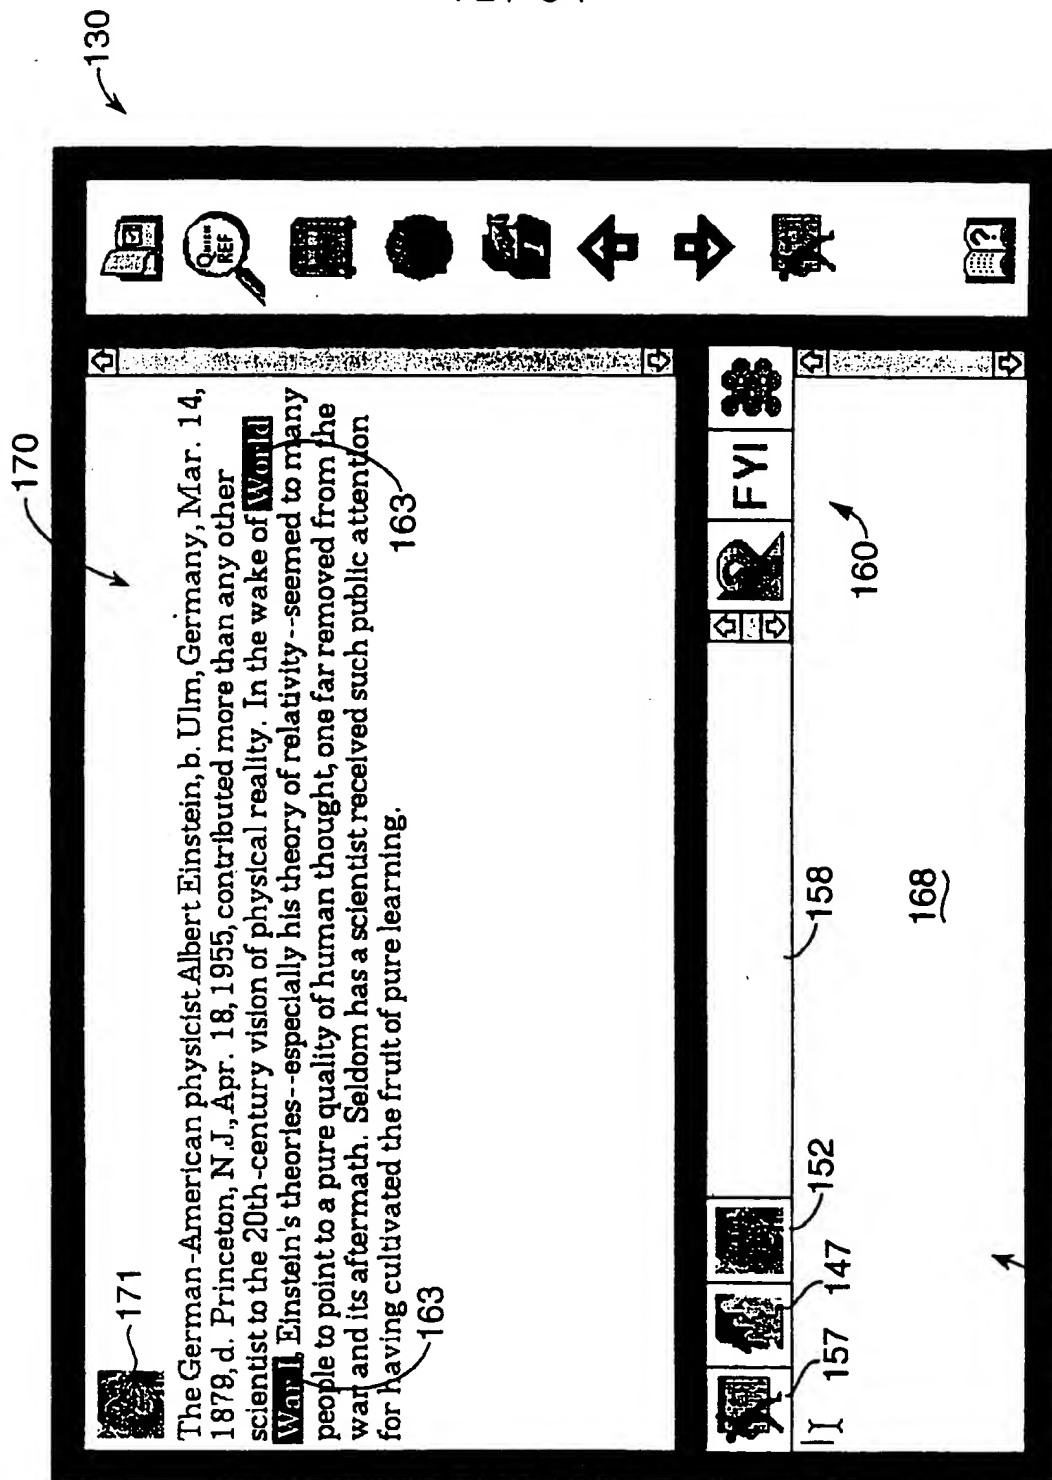 130
170
171
The German-American physicist Albert Einstein, b. Ulm, Germany, Mar. 14,
1879, d. Princeton, N.J., Apr. 18, 1955, contributed more than any other
scientist to the 20th-century vision of physical reality. In the wake of World
War I, Einstein's theories--especially his theory of relativity--seemed to many
people to point to a pure quality of human thought, one far removed from the
war and its aftermath. Seldom has a scientist received such public attention
for having cultivated the fruit of pure learning.
163
163
QUICK
REF
?
FYI
157
147
152
158
160
168